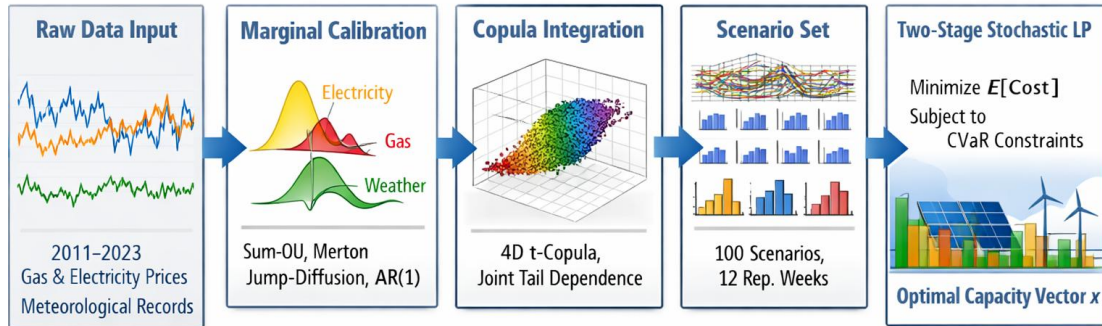 Raw Data Input
2011–2023
Gas & Electricity Prices
Meteorological Records
Marginal Calibration
Electricity
Gas
Weather
Sum-OU, Merton
Jump-Diffusion, AR(1)
Copula Integration
4D t-Copula,
Joint Tail Dependence
Scenario Set
100 Scenarios,
12 Rep. Weeks
Two-Stage Stochastic LP
Minimize E[Cost]
Subject to
CVaR Constraints
Optimal Capacity Vector x